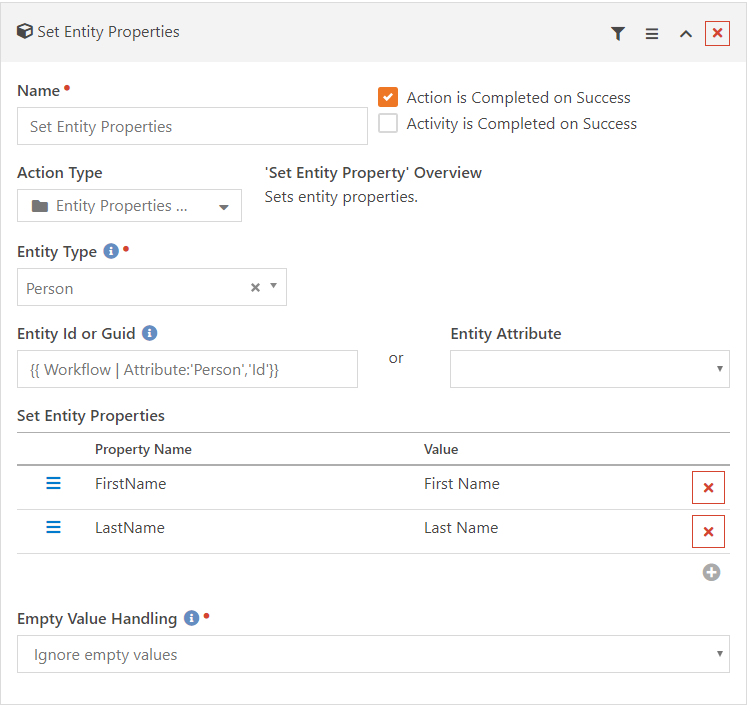 Set Entity Properties
Name
Action is Completed on Success
Set Entity Properties
Activity is Completed on Success
Action Type
'Set Entity Property' Overview
Sets entity properties.
Entity Properties ...
Entity Type
Person
Entity Id or Guid
Entity Attribute
{{ Workflow | Attribute:'Person','Id'}}
or
Set Entity Properties
Property Name Value
FirstName First Name
LastName Last Name
Empty Value Handling
Ignore empty values